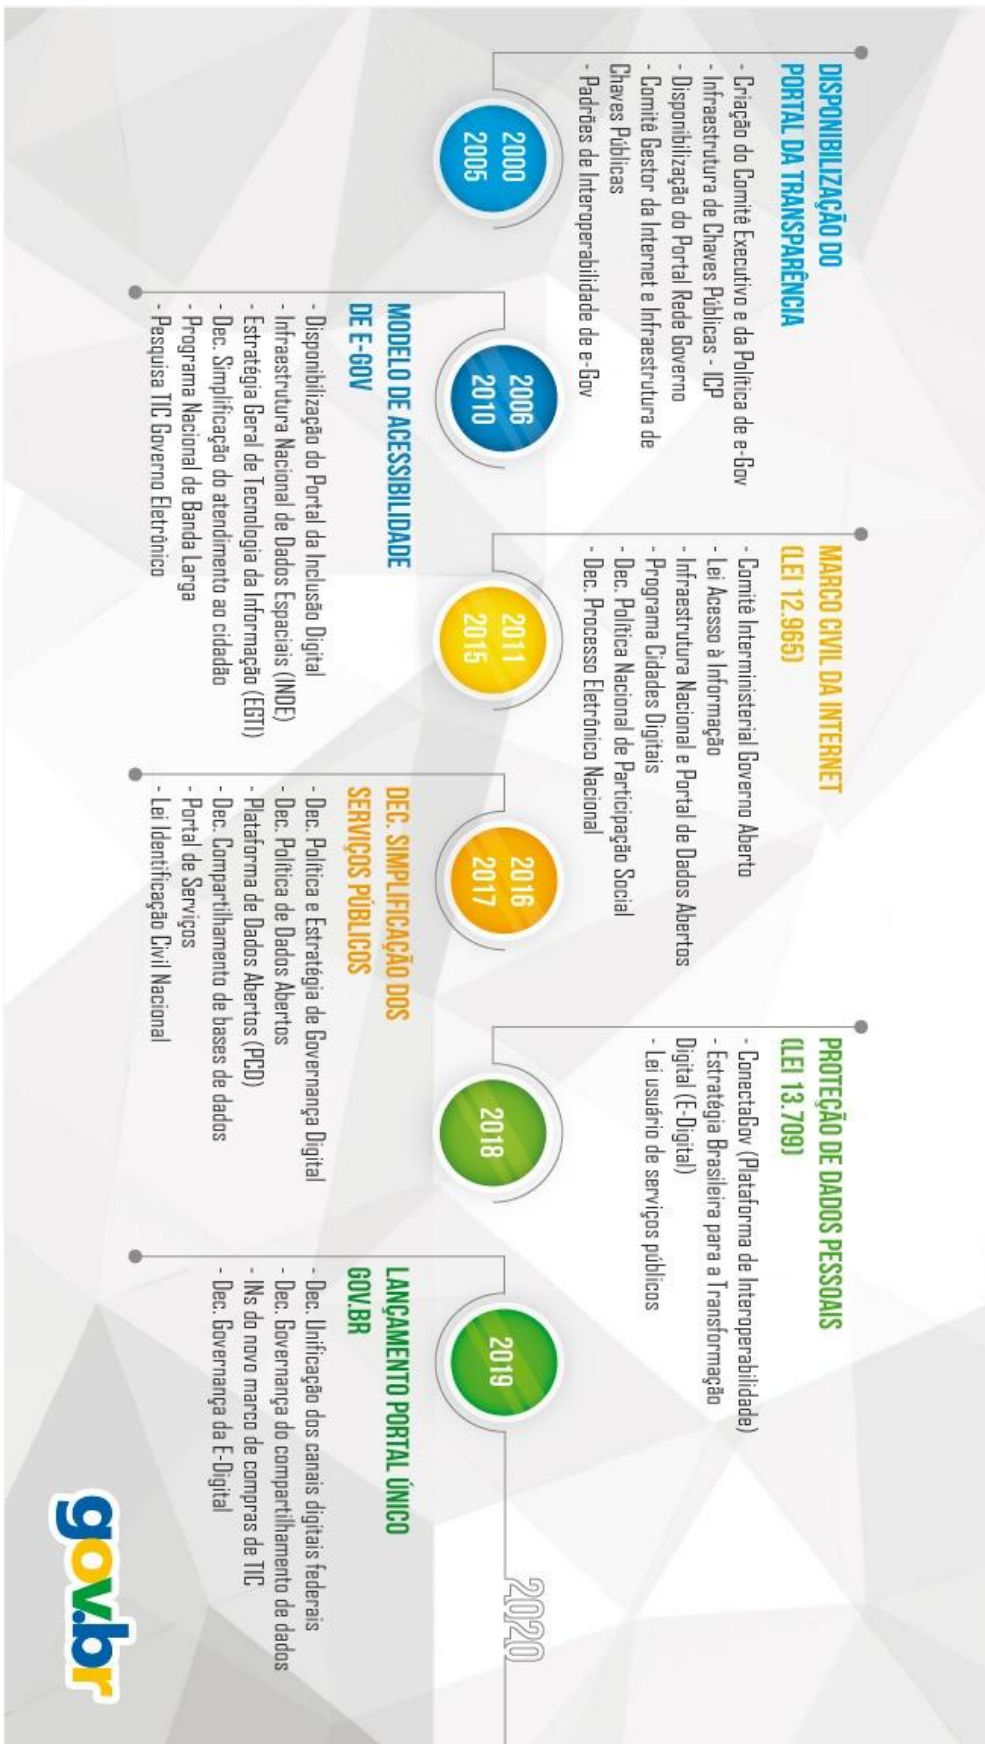 DISPONIBILIZAÇÃO DO
PORTAL DA TRANSPARÊNCIA
- Criação do Comitê Executivo e da Política de e-Gov
- Infraestrutura de Chaves Públicas - ICP
- Disponibilização do Portal Rede Governo
- Comitê Gestor da Internet e Infraestrutura de
Chaves Públicas
- Padrões de Interoperabilidade de e-Gov
2000
2005
2006
2010
MODELO DE ACESSIBILIDADE
DE E-GOV
- Disponibilização do Portal da Inclusão Digital
- Infraestrutura Nacional de Dados Espaciais (INDE)
- Estratégia Geral de Tecnologia da Informação (EGTI)
- Dec. Simplificação do atendimento ao cidadão
- Programa Nacional de Banda Larga
- Pesquisa TIC Governo Eletrônico
MARCO CIVIL DA INTERNET
(LEI 12.965)
- Comitê Interministerial Governo Aberto
- Lei Acesso à Informação
- Infraestrutura Nacional e Portal de Dados Abertos
- Programa Cidades Digitais
- Dec. Política Nacional de Participação Social
- Dec. Processo Eletrônico Nacional
2011
2015
2016
2017
DEC. SIMPLIFICAÇÃO DOS
SERVIÇOS PÚBLICOS
- Dec. Política e Estratégia de Governança Digital
- Dec. Política de Dados Abertos
- Plataforma de Dados Abertos (PCD)
- Dec. Compartilhamento de bases de dados
- Portal de Serviços
- Lei Identificação Civil Nacional
PROTEÇÃO DE DADOS PESSOAIS
(LEI 13.709)
- ConectaGov (Plataforma de Interoperabilidade)
- Estratégia Brasileira para a Transformação
Digital (E-Digital)
- Lei usuário de serviços públicos
2018
2019
LANÇAMENTO PORTAL ÚNICO
GOV.BR
- Dec. Unificação dos canais digitais federais
- Dec. Governança do compartilhamento de dados
- INs do novo marco de compras de TIC
- Dec. Governança da E-Digital
2020
gov.br